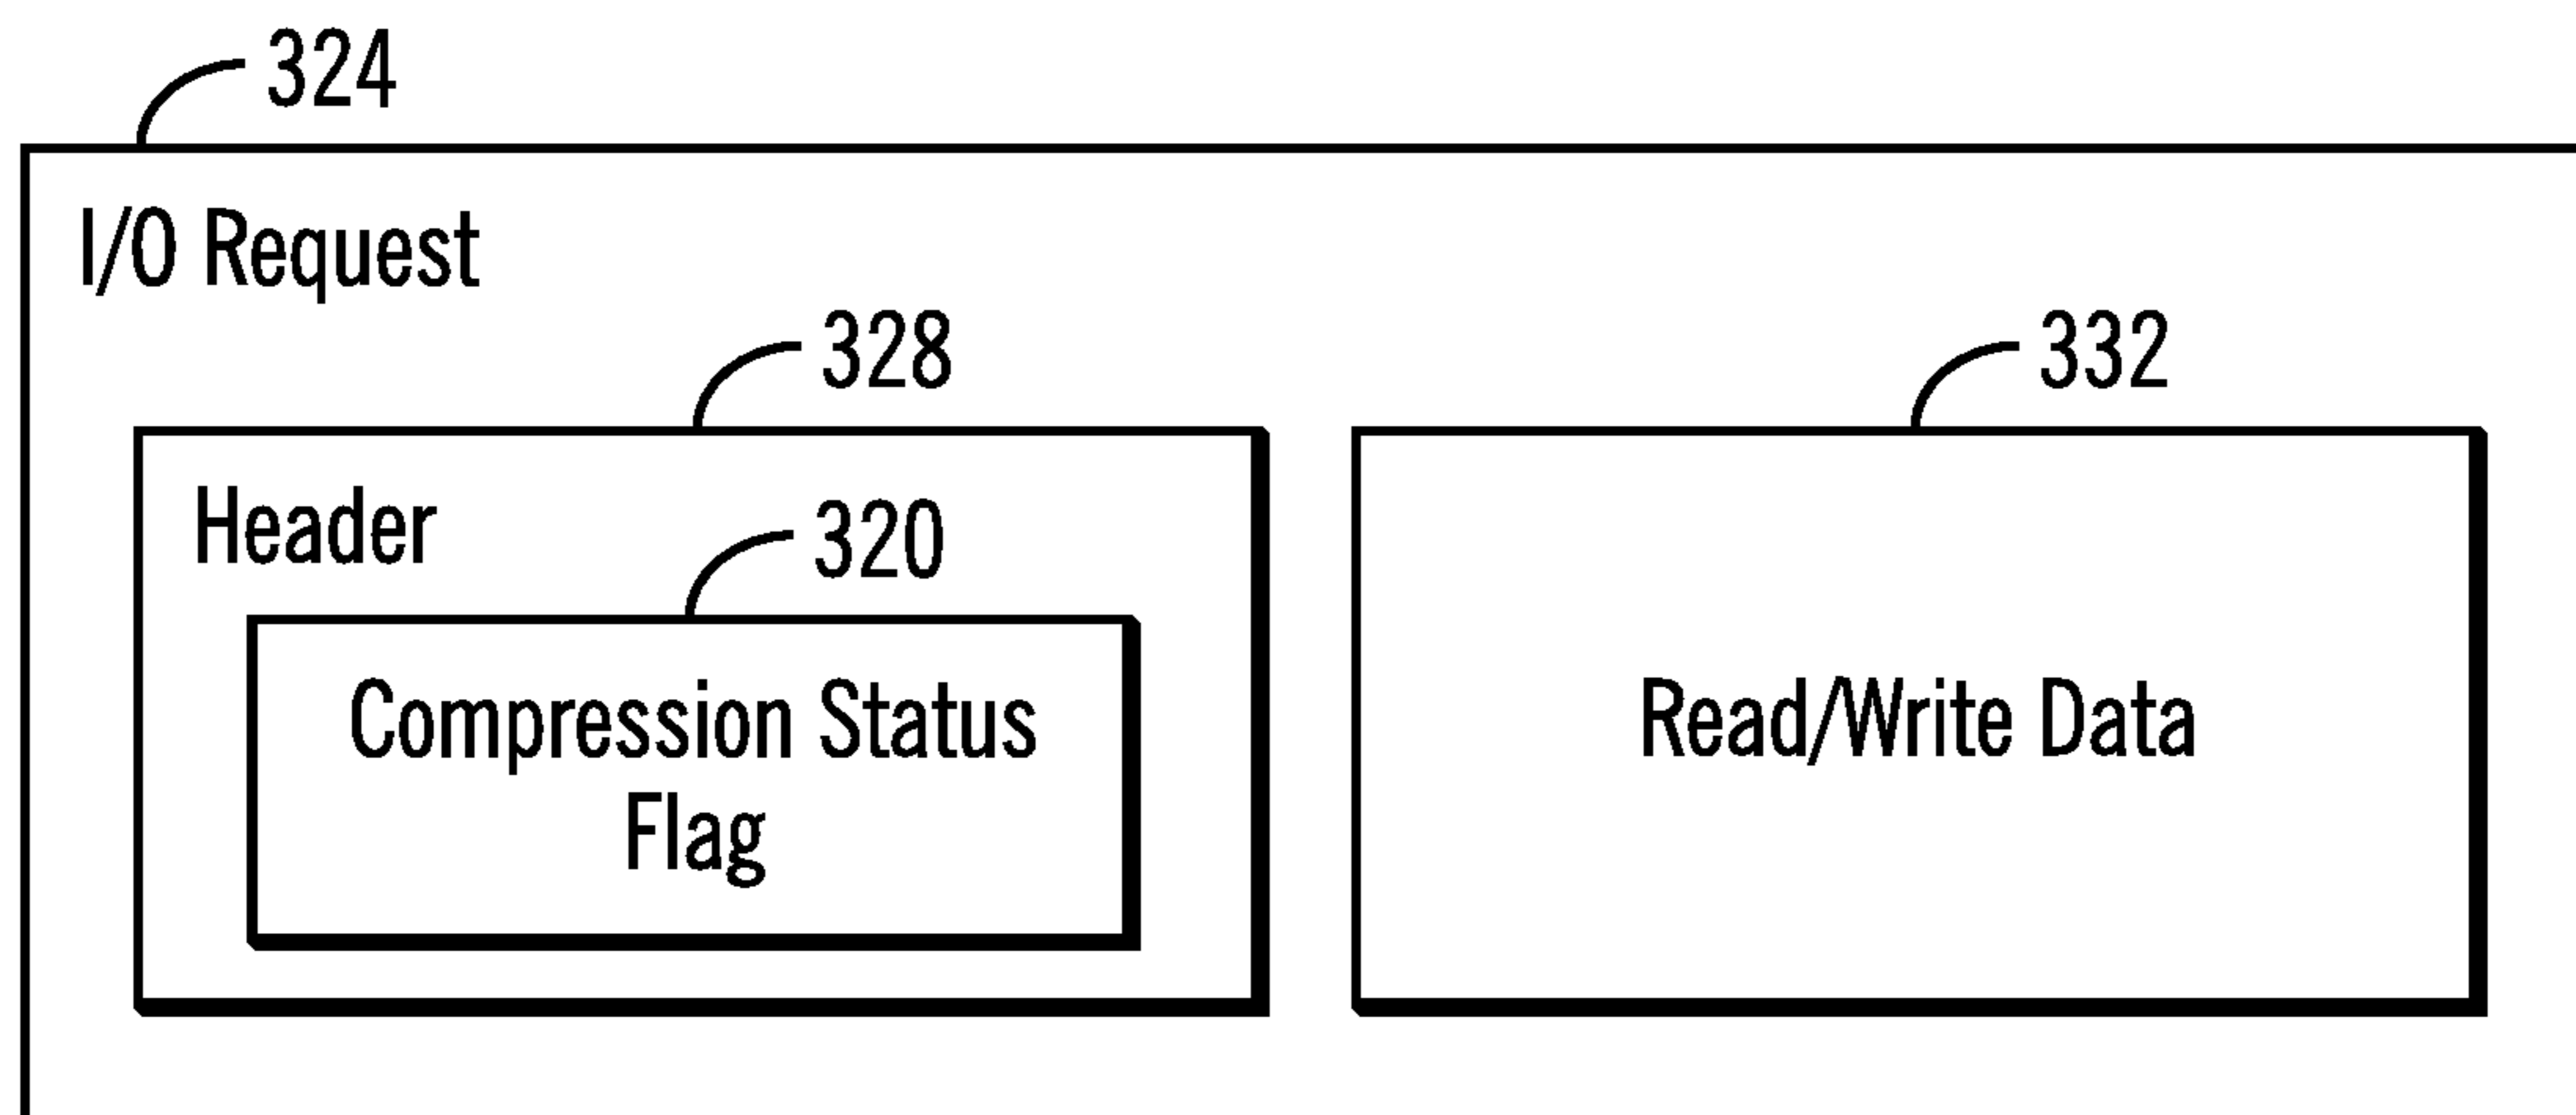 324
I/O Request
328
332
Header
320
Compression Status
Flag
Read/Write Data